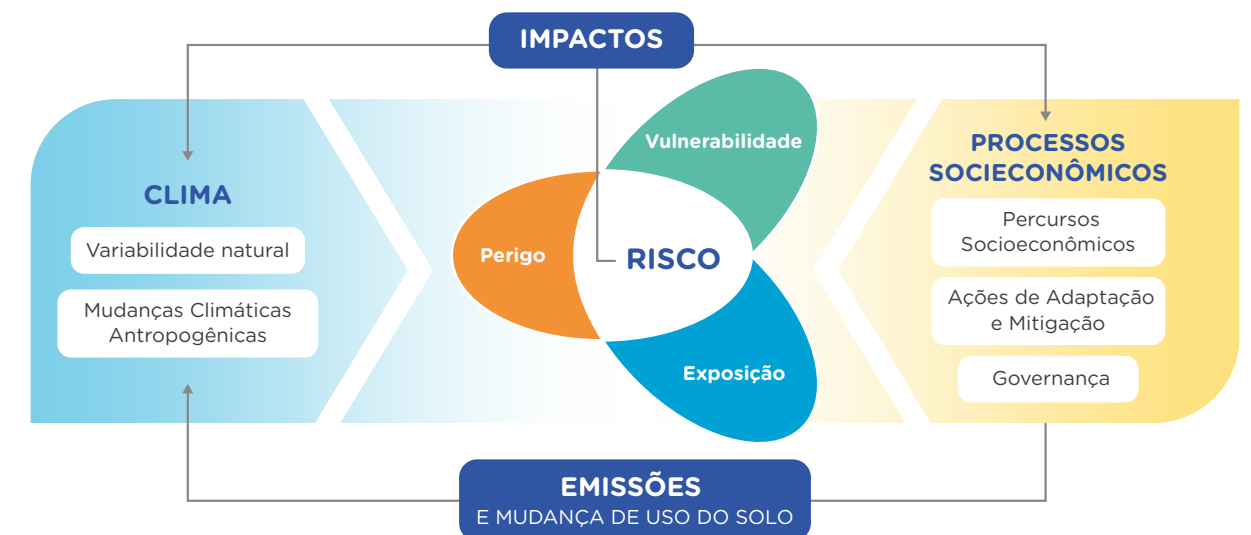 IMPACTOS
CLIMA
Variabilidade natural
Mudanças Climáticas
Antropogênicas
Vulnerabilidade
Perigo
RISCO
Exposição
PROCESSOS
SOCIECONÔMICOS
Percursos
Socioeconômicos
Ações de Adaptação
e Mitigação
Governança
EMISSÕES
E MUDANÇA DE USO DO SOLO